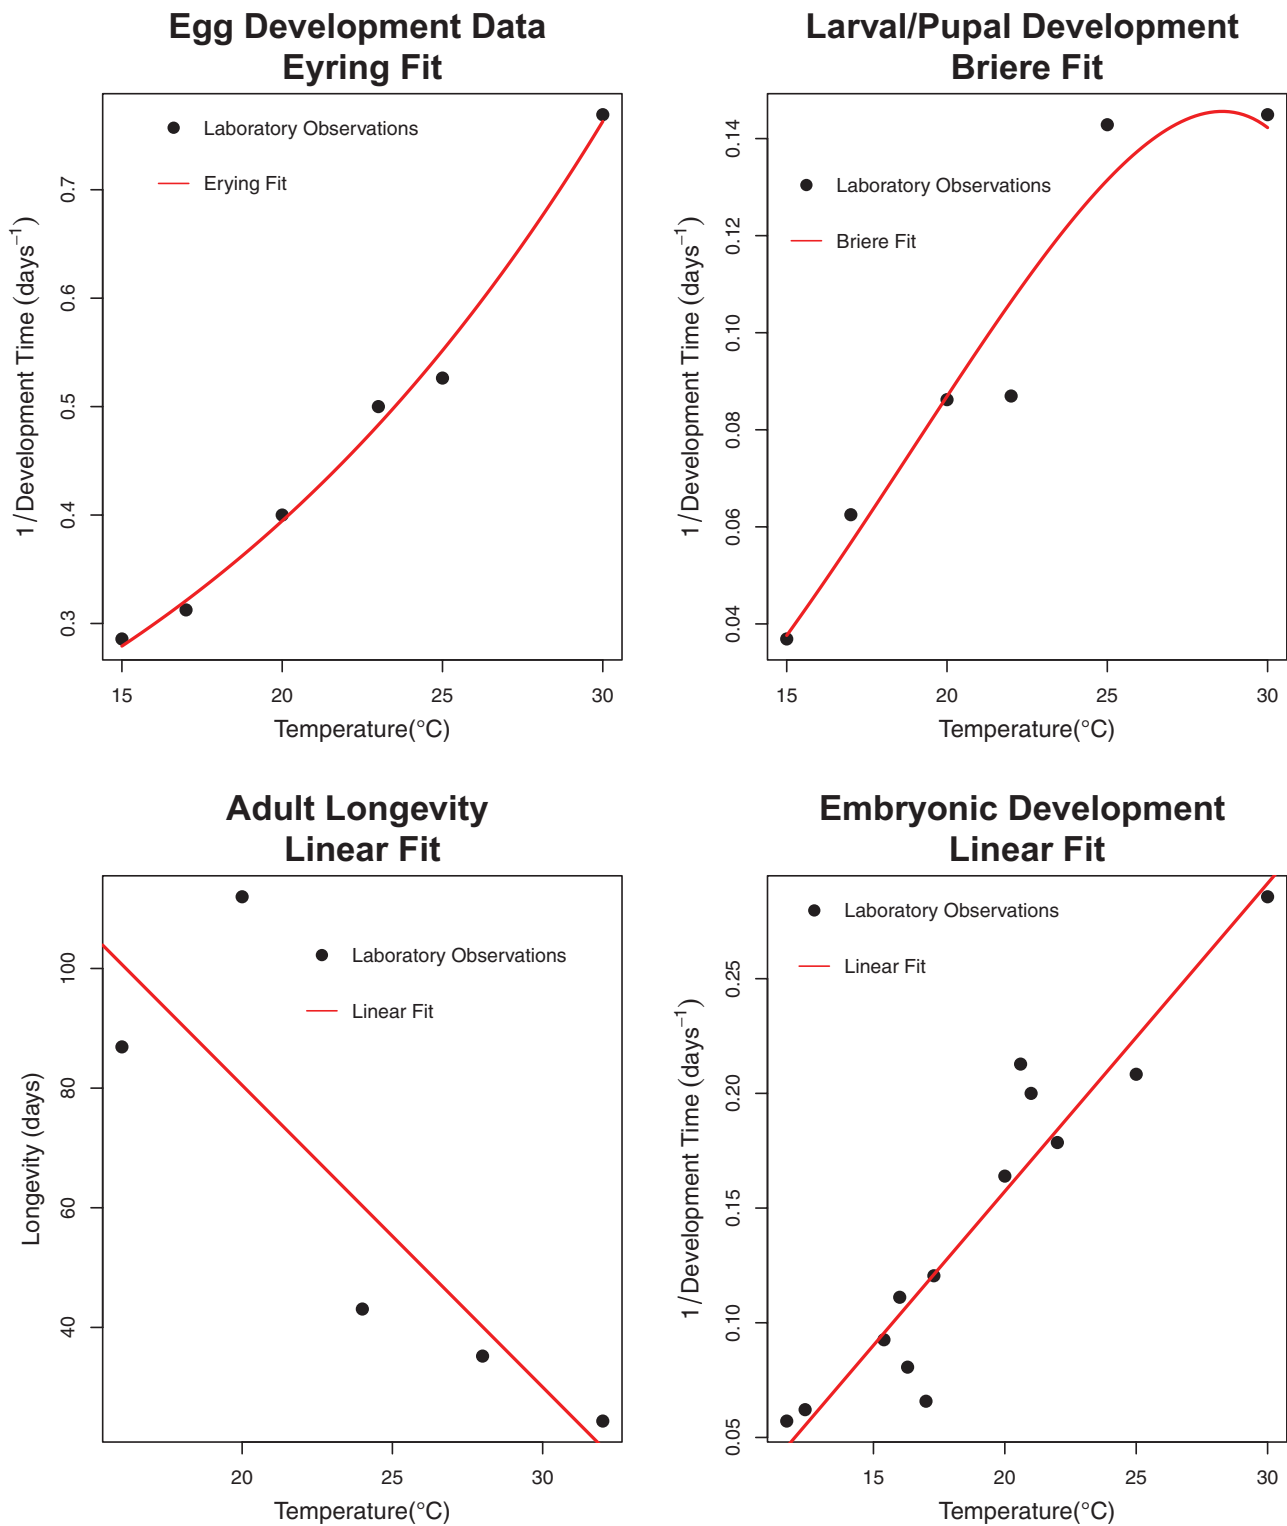 Egg Development Data
Eyring Fit
Laboratory Observations
Erying Fit
1/Development Time (days⁻¹)
0.3
0.4
0.5
0.6
0.7
15
20
25
30
Temperature(°C)
Larval/Pupal Development
Briere Fit
Laboratory Observations
Briere Fit
1/Development Time (days⁻¹)
0.04
0.06
0.08
0.10
0.12
0.14
15
20
25
30
Temperature(°C)
Adult Longevity
Linear Fit
Laboratory Observations
Linear Fit
Longevity (days)
40
60
80
100
20
25
30
Temperature(°C)
Embryonic Development
Linear Fit
Laboratory Observations
Linear Fit
1/Development Time (days⁻¹)
0.05
0.10
0.15
0.20
0.25
15
20
25
30
Temperature(°C)